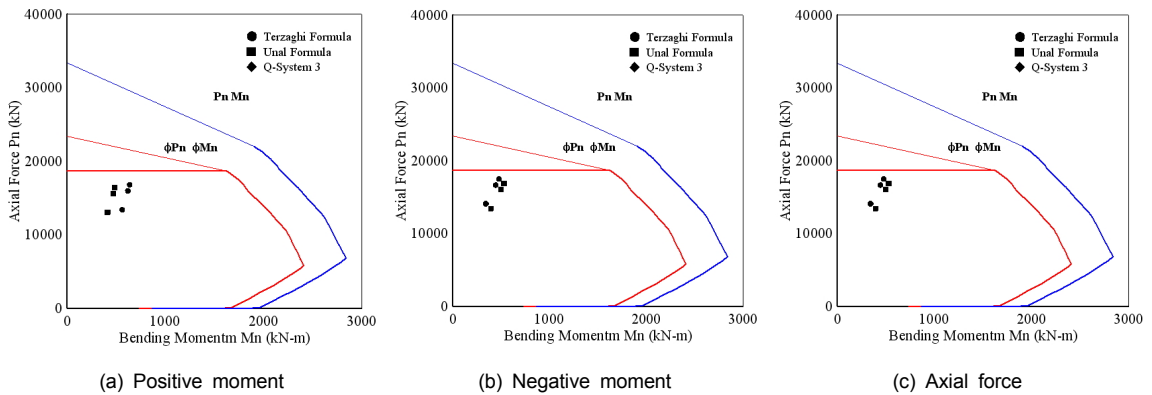 40000
30000
20000
10000
0
Axial Force Pn (kN)
Terzaghi Formula
Unal Formula
Q-System 3
Pn Mn
ϕPn ϕMn
0 1000 2000 3000
Bending Momentm Mn (kN-m)
(a) Positive moment
40000
30000
20000
10000
0
Axial Force Pn (kN)
Terzaghi Formula
Unal Formula
Q-System 3
Pn Mn
ϕPn ϕMn
0 1000 2000 3000
Bending Momentm Mn (kN-m)
(b) Negative moment
40000
30000
20000
10000
0
Axial Force Pn (kN)
Terzaghi Formula
Unal Formula
Q-System 3
Pn Mn
ϕPn ϕMn
0 1000 2000 3000
Bending Momentm Mn (kN-m)
(c) Axial force